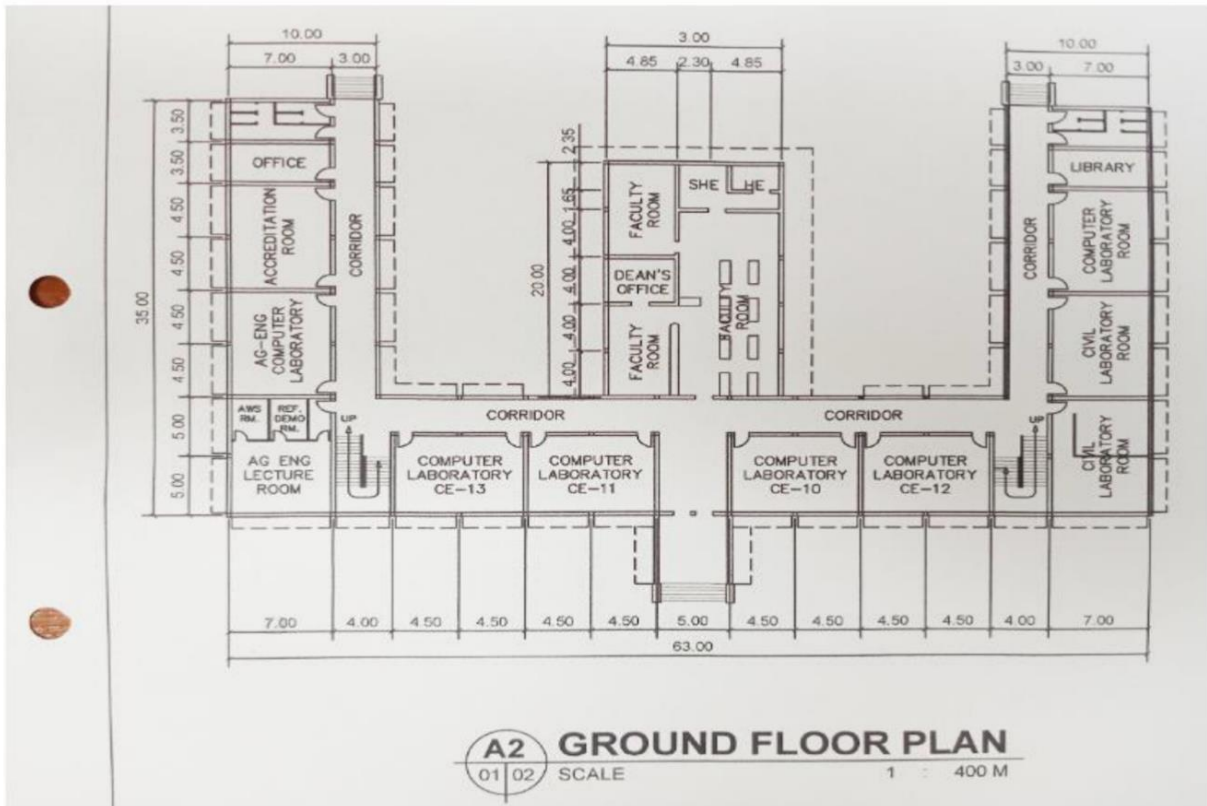 10.00
7.00 3.00
3.00
4.85 2.30 4.85
10.00
3.00 7.00
35.00
3.50
3.50
4.50
4.50
4.50
4.50
5.00
5.00
OFFICE
ACCREDITATION
ROOM
AG-ENG
COMPUTER
LABORATORY
AWS
RM.
REF.
DEMO
RM.
AG ENG
LECTURE
ROOM
CORRIDOR
UP
20.00
2.35
1.65
4.00
4.00
4.00
4.00
FACULTY
ROOM
SHE
HE
DEAN'S
OFFICE
FACULTY
ROOM
FACULTY
ROOM
CORRIDOR
LIBRARY
COMPUTER
LABORATORY
ROOM
CIVIL
LABORATORY
ROOM
CIVIL
LABORATORY
ROOM
UP
CORRIDOR
CORRIDOR
COMPUTER
LABORATORY
CE-13
COMPUTER
LABORATORY
CE-11
COMPUTER
LABORATORY
CE-10
COMPUTER
LABORATORY
CE-12
7.00 4.00 4.50 4.50 4.50 4.50 5.00 4.50 4.50 4.50 4.50 4.00 7.00
63.00
A2
01 02
GROUND FLOOR PLAN
SCALE 1 : 400 M